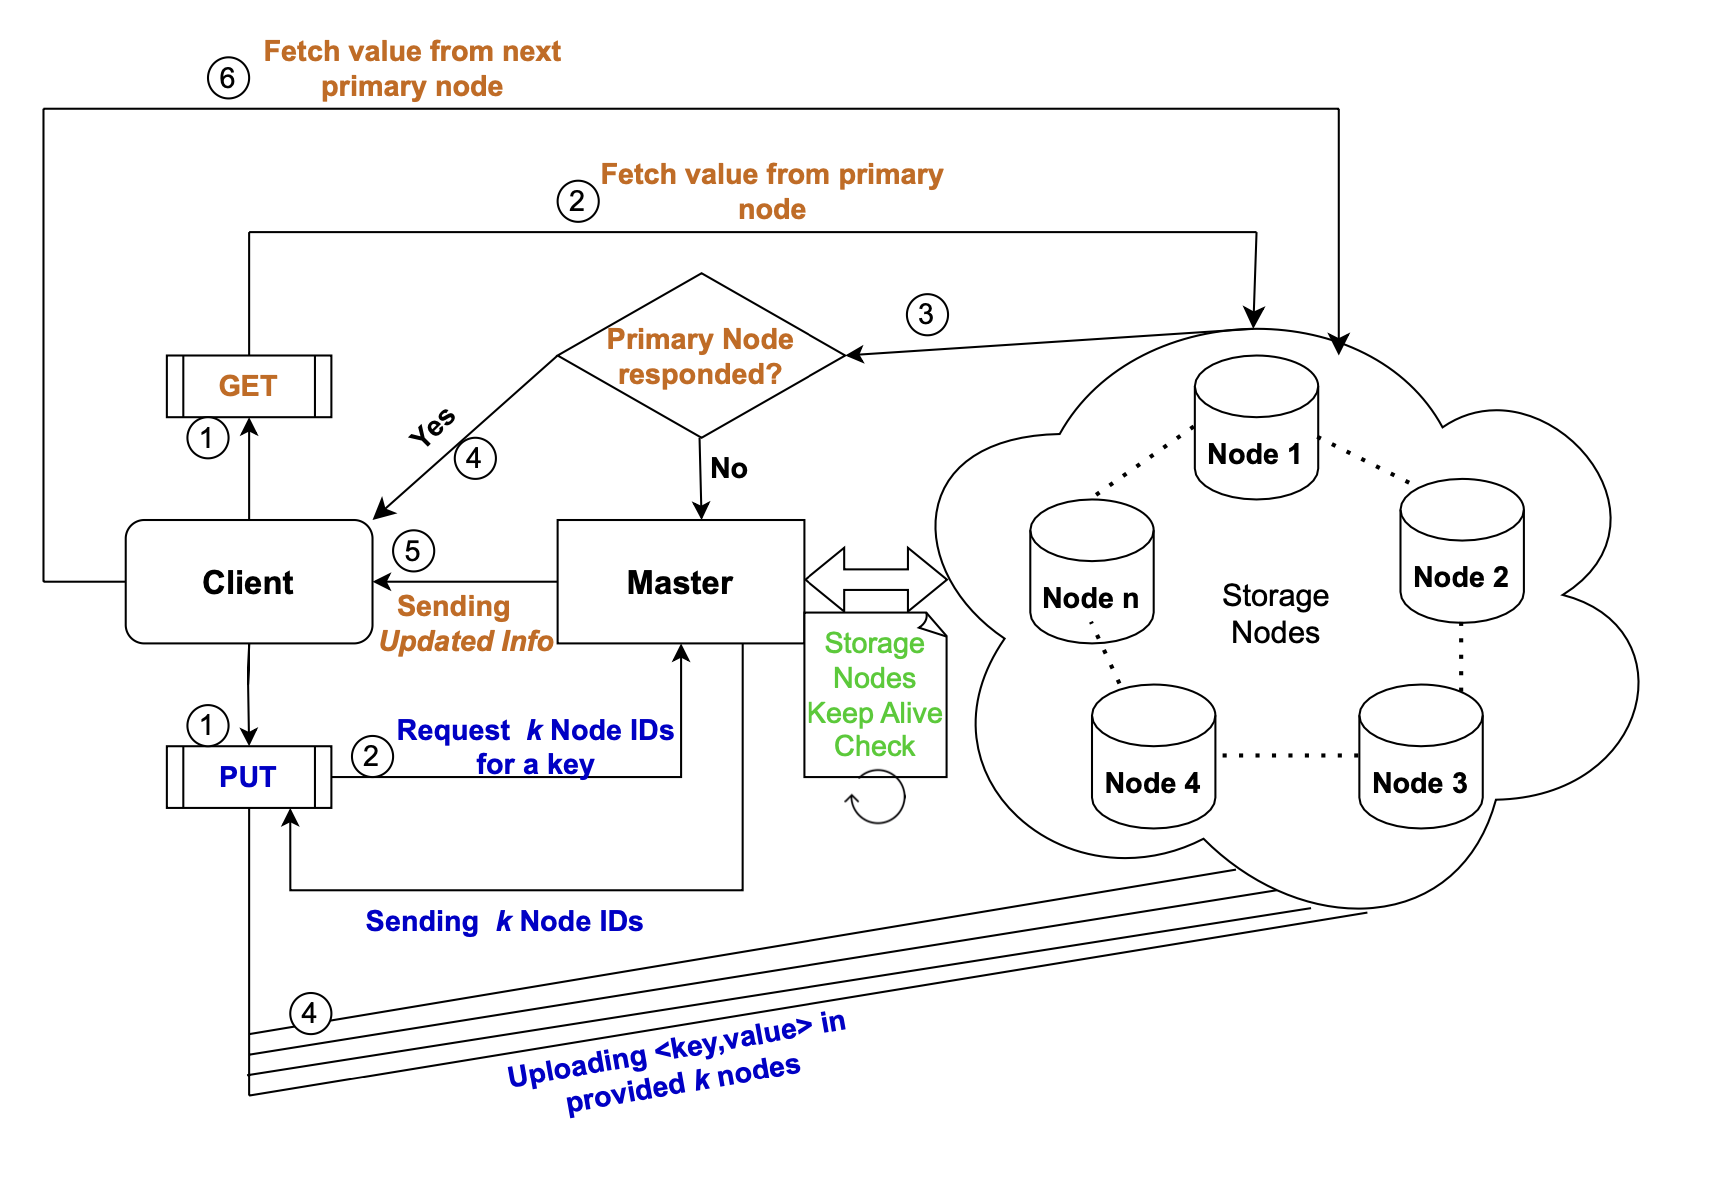 Fetch value from next
primary node
6
Fetch value from primary
node
2
3
Primary Node
responded?
GET
1
Yes
4
No
Client
5
Sending
Updated Info
Master
Storage
Nodes
Keep Alive
Check
Node 1
Node 2
Node n
Storage
Nodes
Node 4
Node 3
1
PUT
2
Request k Node IDs
for a key
Sending k Node IDs
4
Uploading <key,value> in
provided k nodes